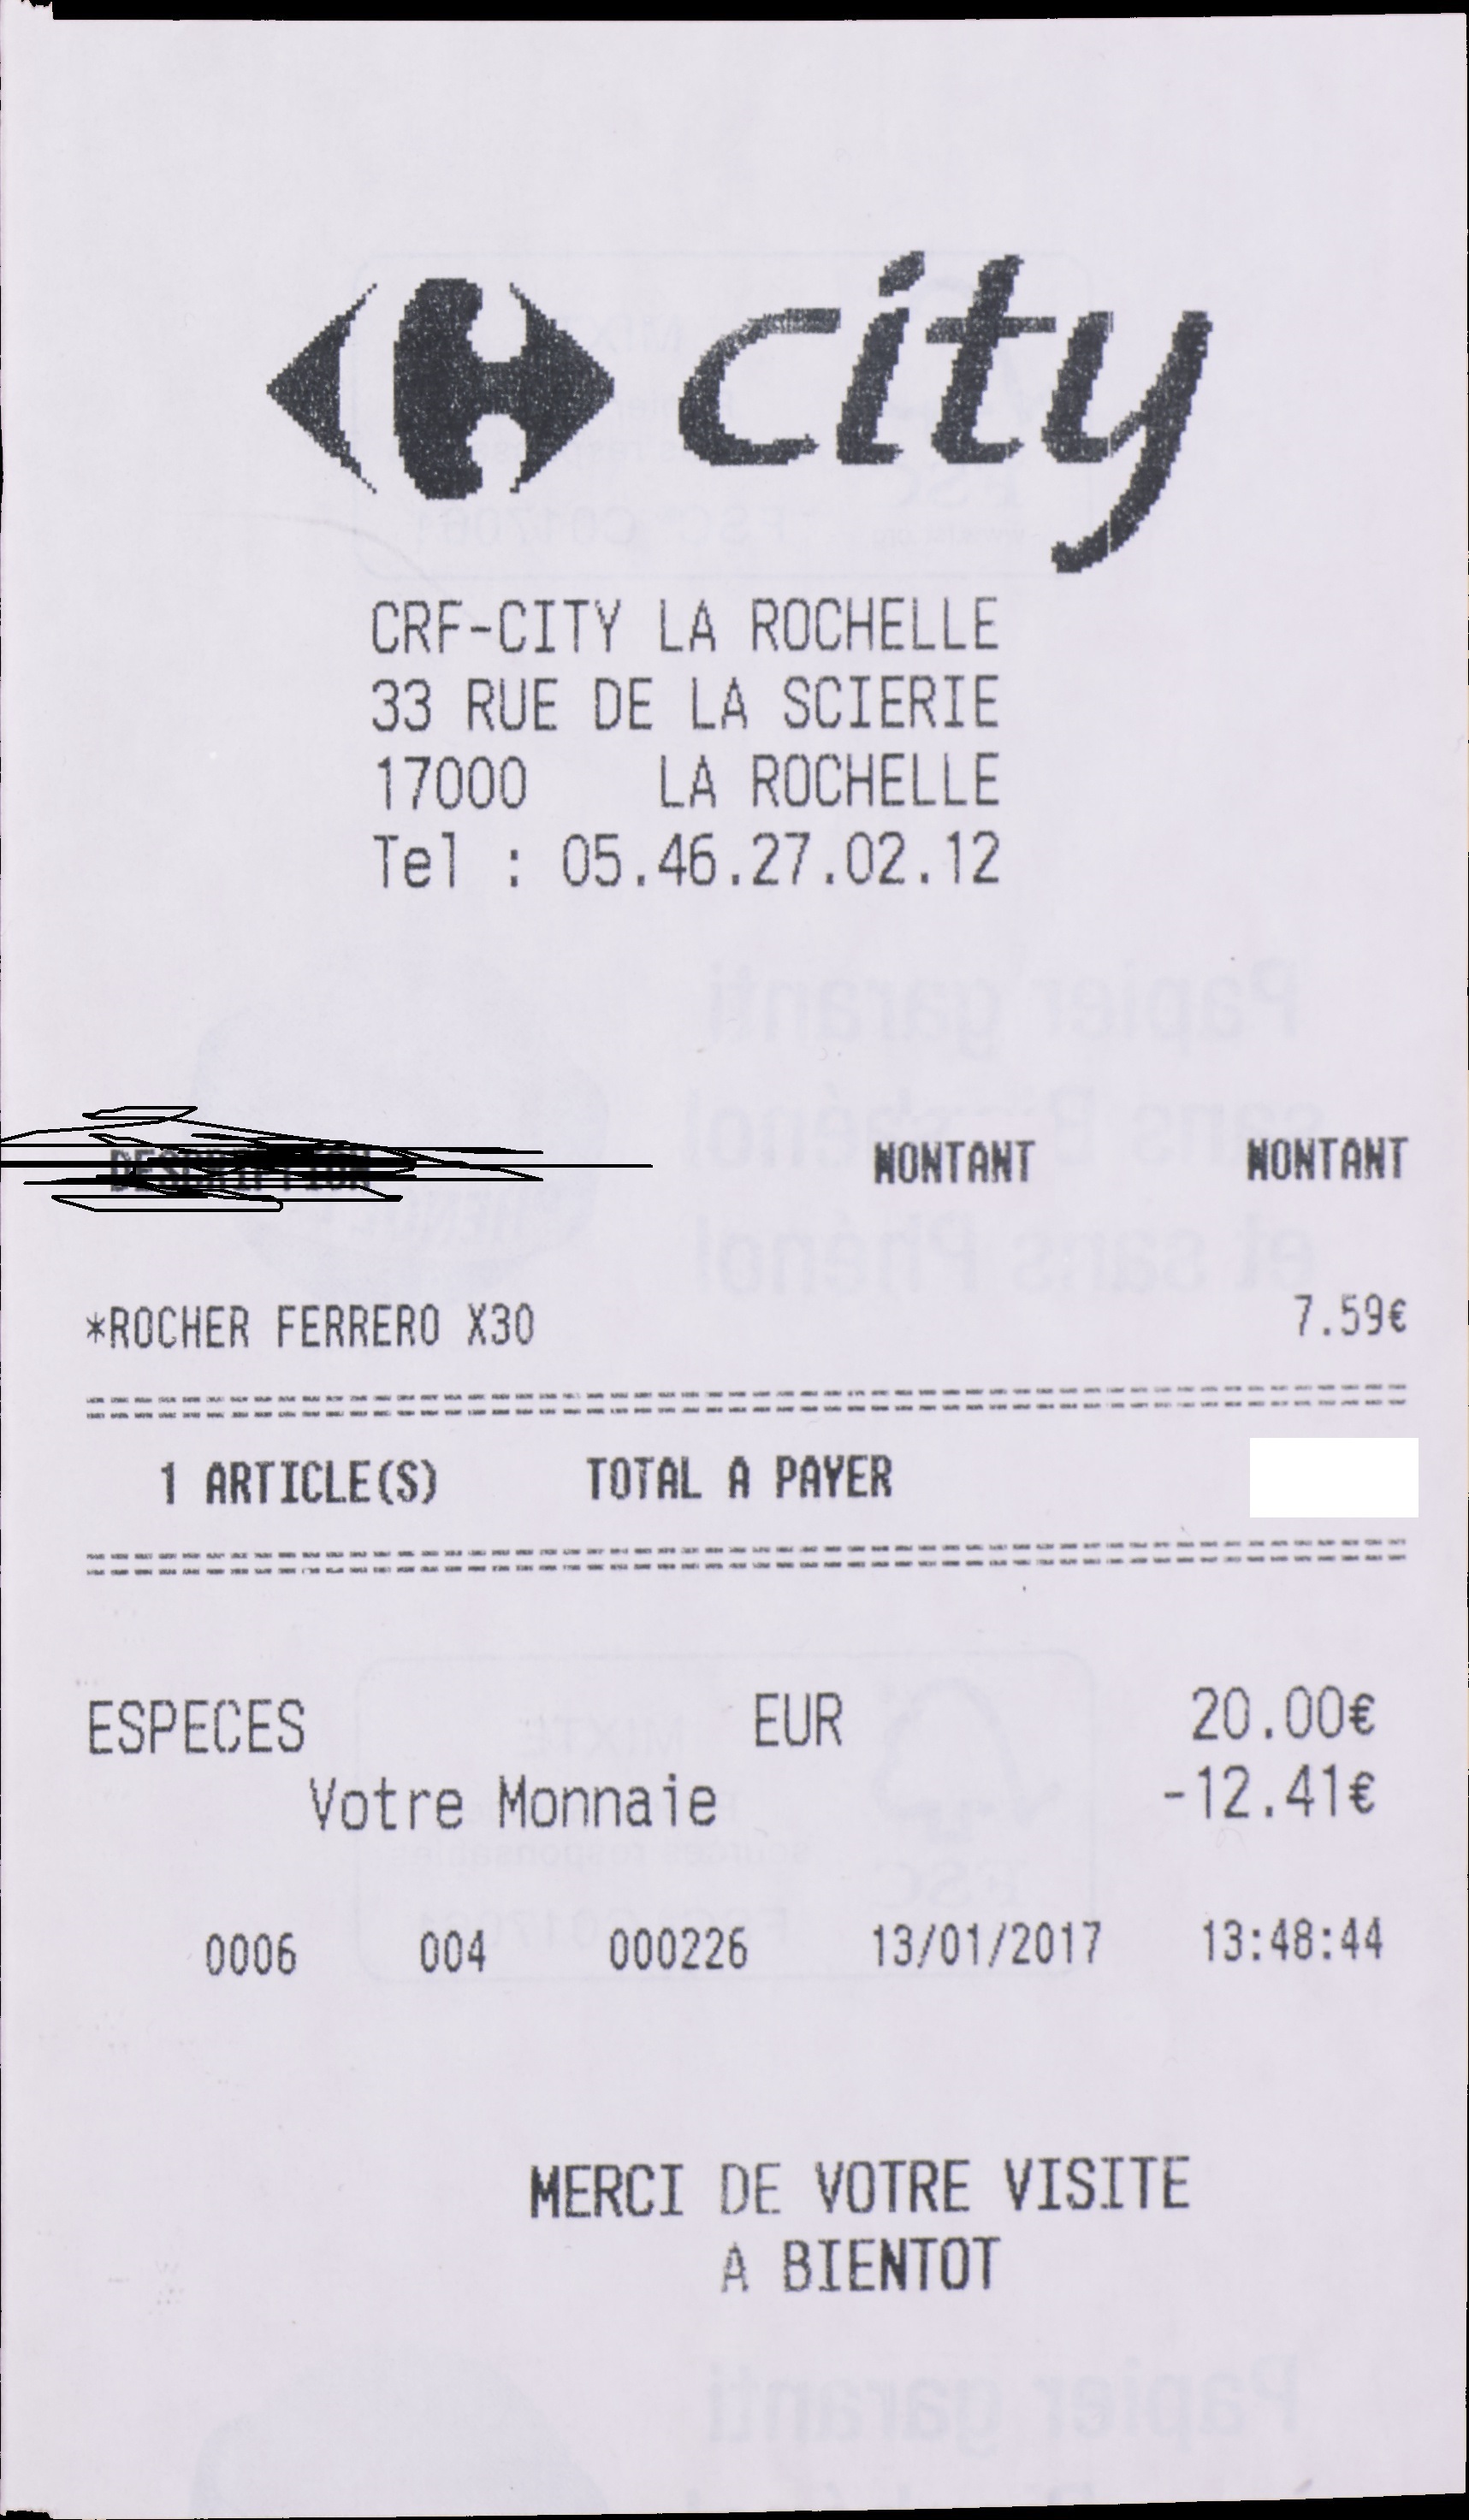 city
CRF-CITY LA ROCHELLE
33 RUE DE LA SCIERIE
17000 LA ROCHELLE
Tel : 05.46.27.02.12
DESCRIPTION MONTANT MONTANT
*ROCHER FERRERO X30 7.59€
1 ARTICLE(S) TOTAL A PAYER
ESPECES EUR 20.00€
Votre Monnaie -12.41€
0006 004 000226 13/01/2017 13:48:44
MERCI DE VOTRE VISITE
A BIENTOT